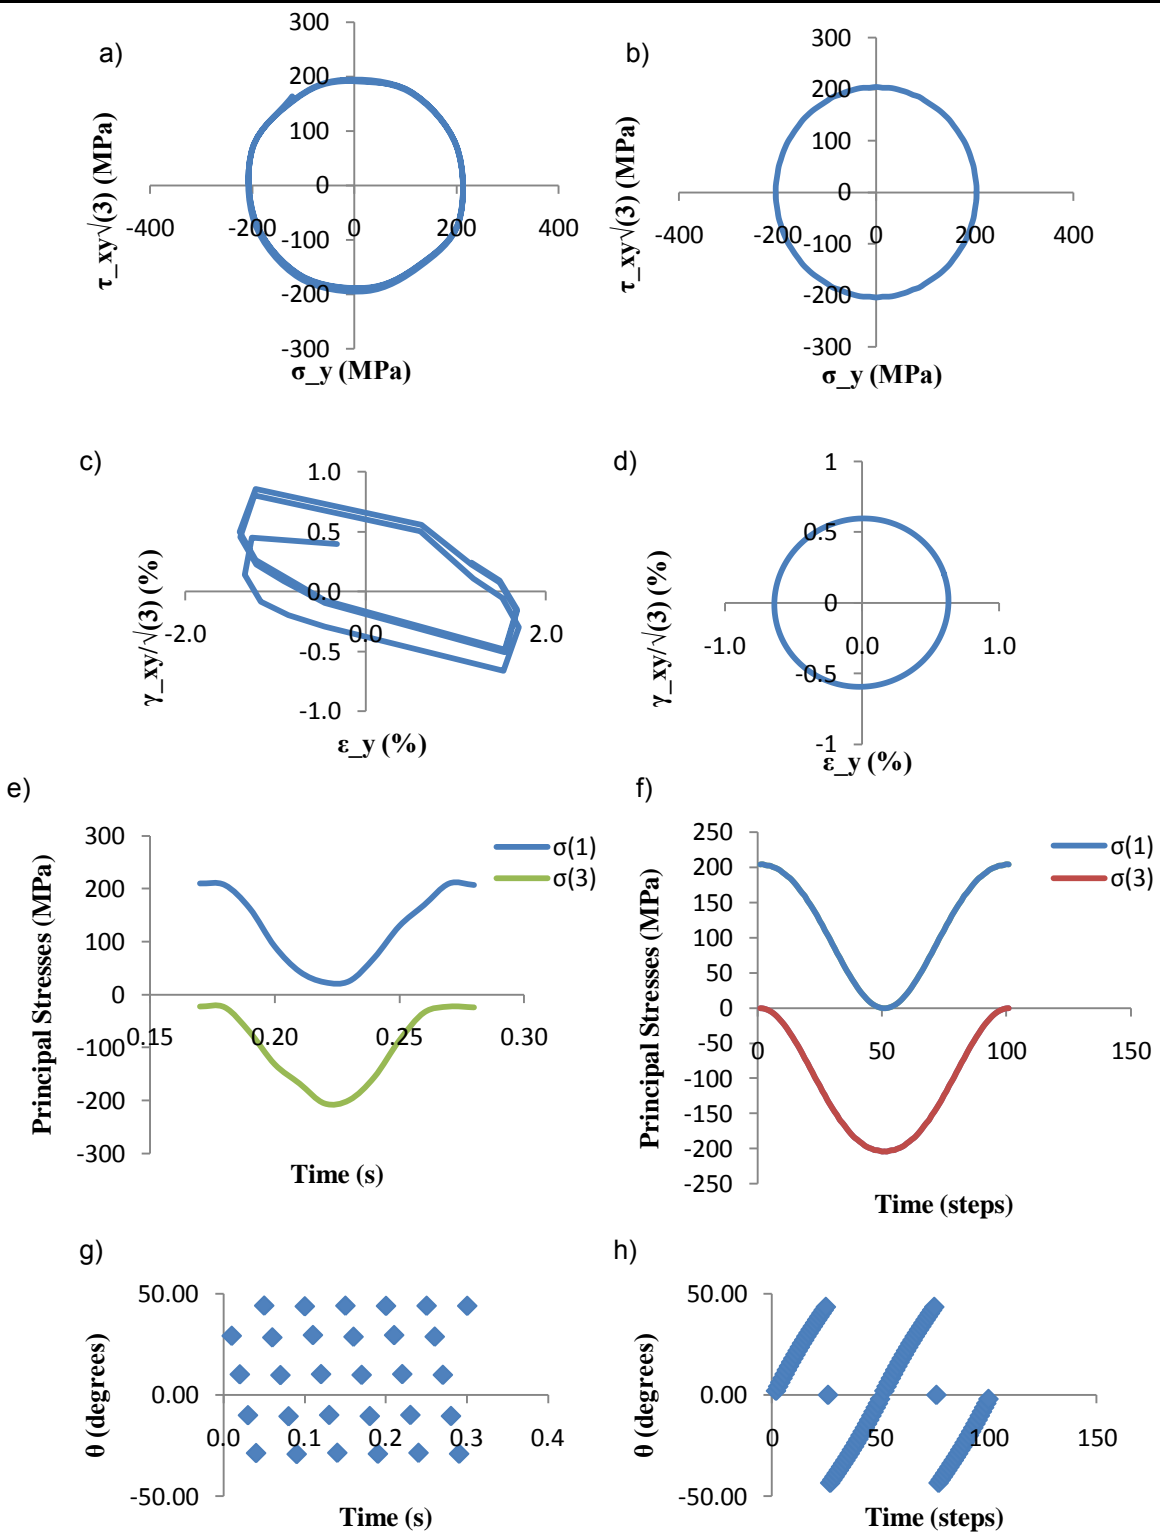 a)
300
200
100
0
-100
-200
-300
-400
-200
0
200
400
τ_xy√(3) (MPa)
σ_y (MPa)
b)
300
200
100
0
-100
-200
-300
-400
-200
0
200
400
τ_xy√(3) (MPa)
σ_y (MPa)
c)
1.0
0.5
0.0
-0.5
-1.0
-2.0
0.0
2.0
γ_xy/√(3) (%)
ε_y (%)
d)
1
0.5
0
-0.5
-1
-1.0
0.0
1.0
γ_xy/√(3) (%)
ε_y (%)
e)
300
200
100
0
-100
-200
-300
0.15
0.20
0.25
0.30
σ(1)
σ(3)
Principal Stresses (MPa)
Time (s)
f)
250
200
150
100
50
0
-50
-100
-150
-200
-250
0
50
100
150
σ(1)
σ(3)
Principal Stresses (MPa)
Time (steps)
g)
50.00
0.00
-50.00
0.0
0.1
0.2
0.3
0.4
θ (degrees)
Time (s)
h)
50.00
0.00
-50.00
0
50
100
150
θ (degrees)
Time (steps)